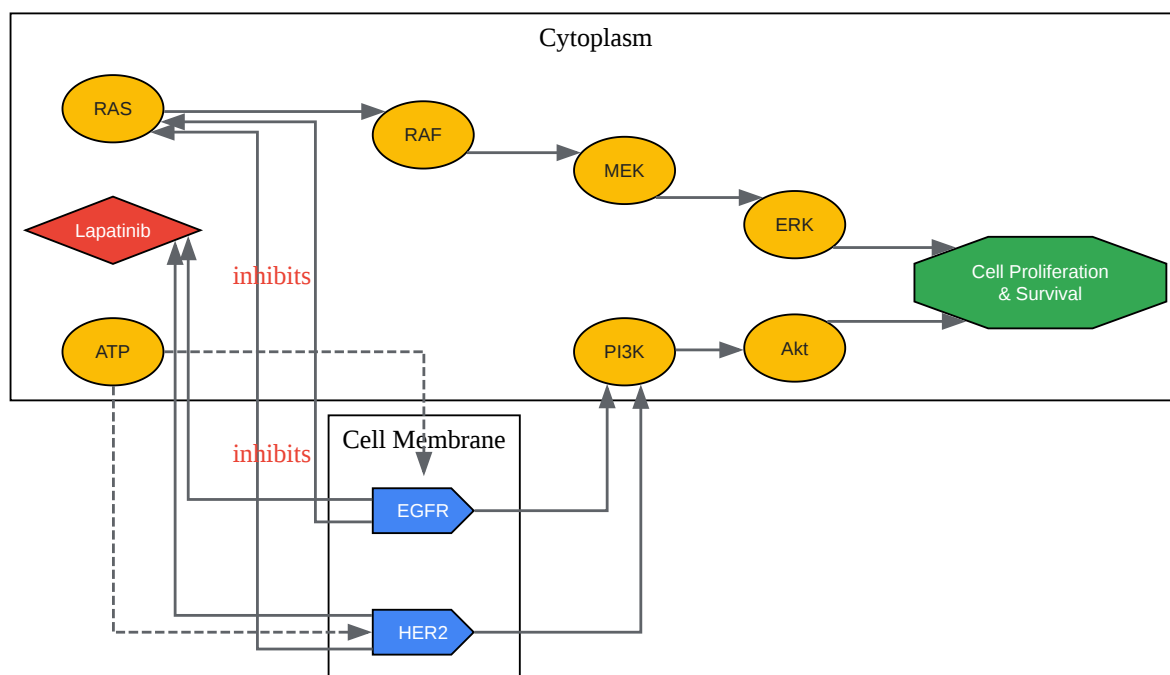 Cytoplasm
RAS
RAF
MEK
Lapatinib
ERK
inhibits
Cell Proliferation
& Survival
ATP
PI3K
Akt
Cell Membrane
inhibits
EGFR
HER2